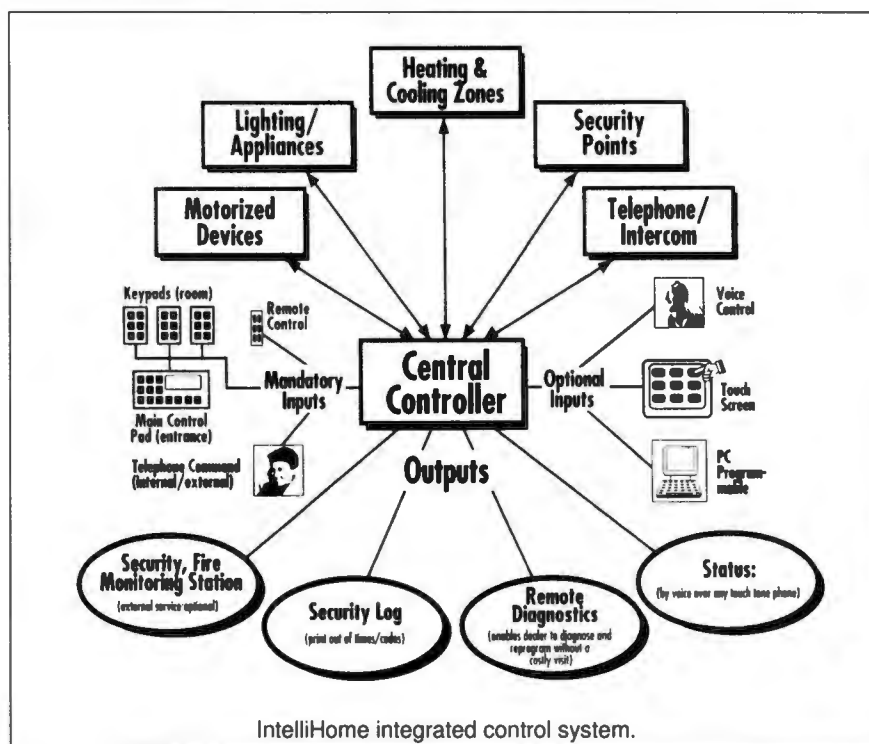 Heating &
Cooling Zones
Lighting/
Appliances
Security
Points
Motorized
Devices
Telephone/
Intercom
Keypads (room)
Remote
Control
Voice
Control
Central
Controller
Mandatory
Inputs
Optional
Inputs
Touch
Screen
Main Control
Pad (entrance)
Telephone Command
(internal/external)
PC
Program-
mable
Outputs
Security, Fire
Monitoring Station
(external service optional)
Security Log
(print out of times/codes)
Remote
Diagnostics
(enables dealer to diagnose and
reprogram without a
costly visit)
Status:
(by voice over any touch tone phone)
IntelliHome integrated control system.